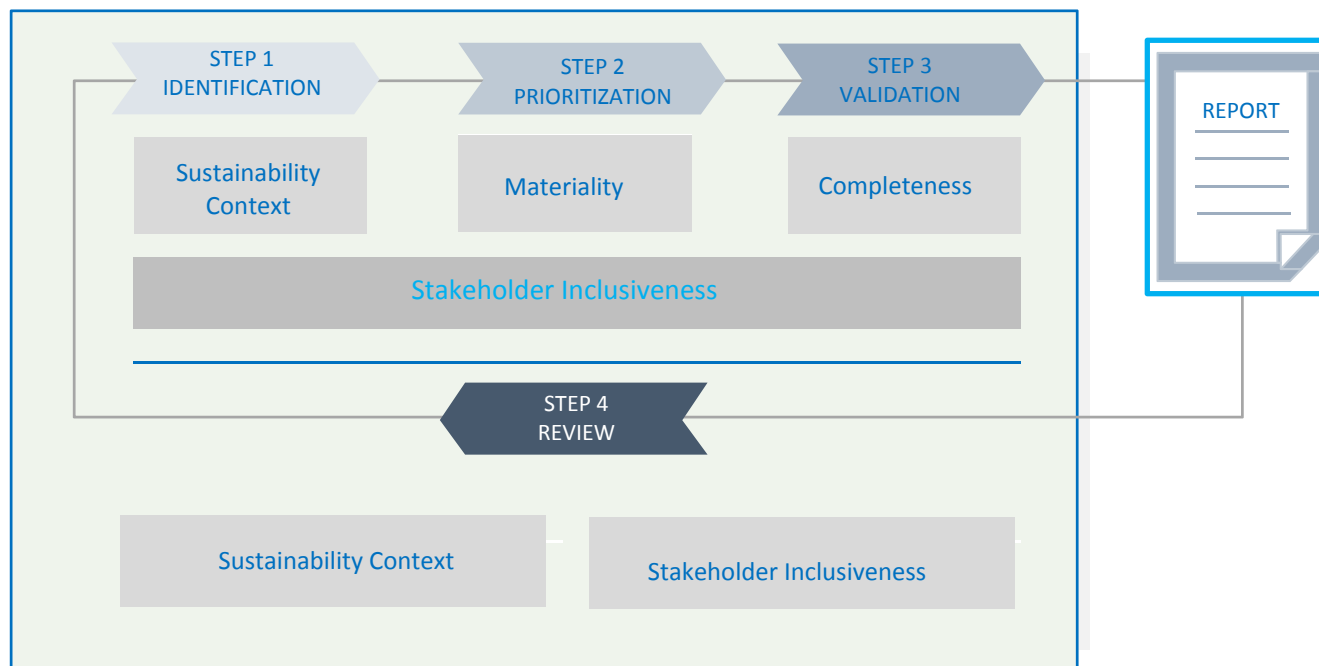 STEP 1
IDENTIFICATION
STEP 2
PRIORITIZATION
STEP 3
VALIDATION
REPORT
Sustainability
Context
Materiality
Completeness
Stakeholder Inclusiveness
STEP 4
REVIEW
Sustainability Context
Stakeholder Inclusiveness